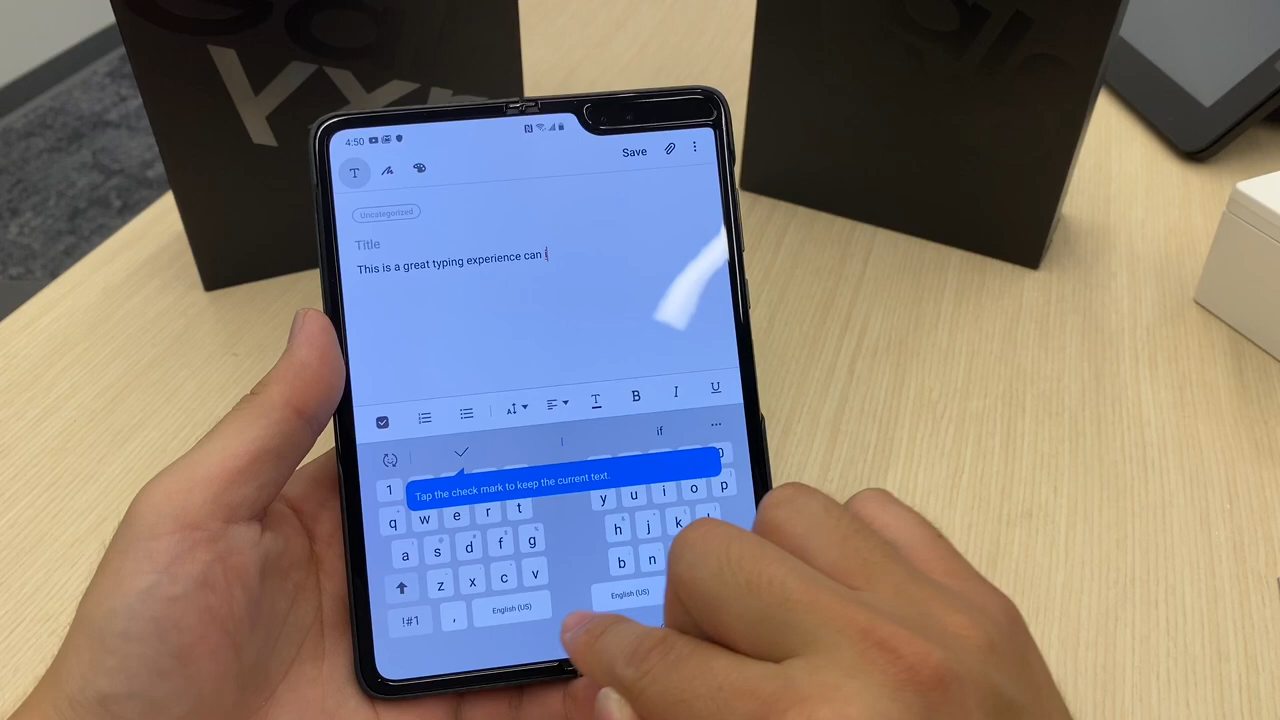 4:50
T
Save
Uncategorized
Title
This is a great typing experience can i
T B I U
I if
Tap the check mark to keep the current text.
1
q w e r t y u i o p
a s d f g h j k
z x c v b n
!#1 , English (US) English (US)